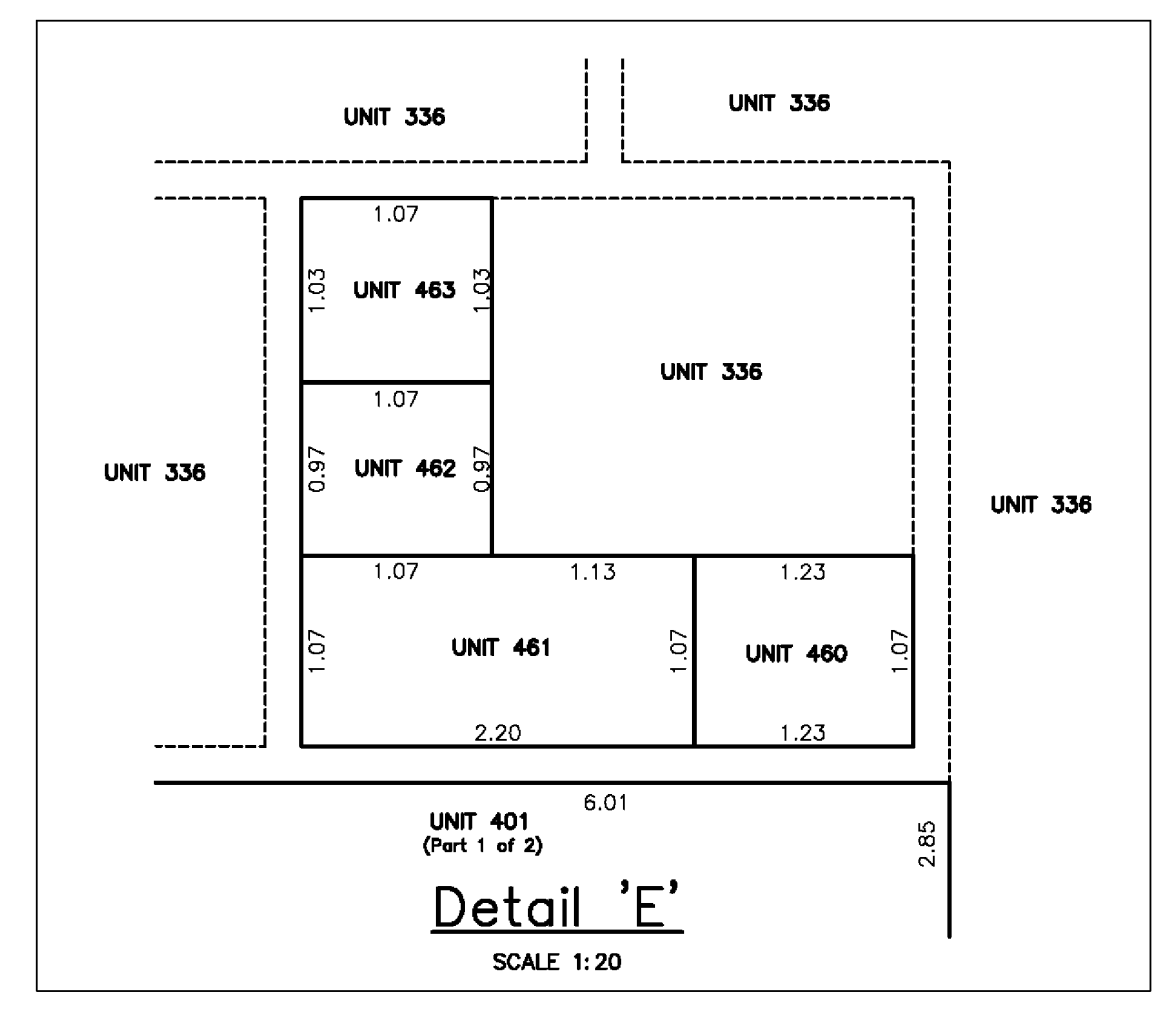 UNIT 336
UNIT 336
1.07
1.03
UNIT 463
1.03
1.07
0.97
UNIT 462
0.97
UNIT 336
UNIT 336
UNIT 336
1.07
1.13
1.23
1.07
UNIT 461
1.07
UNIT 460
1.07
2.20
1.23
6.01
UNIT 401
(Part 1 of 2)
2.85
Detail 'E'
SCALE 1:20